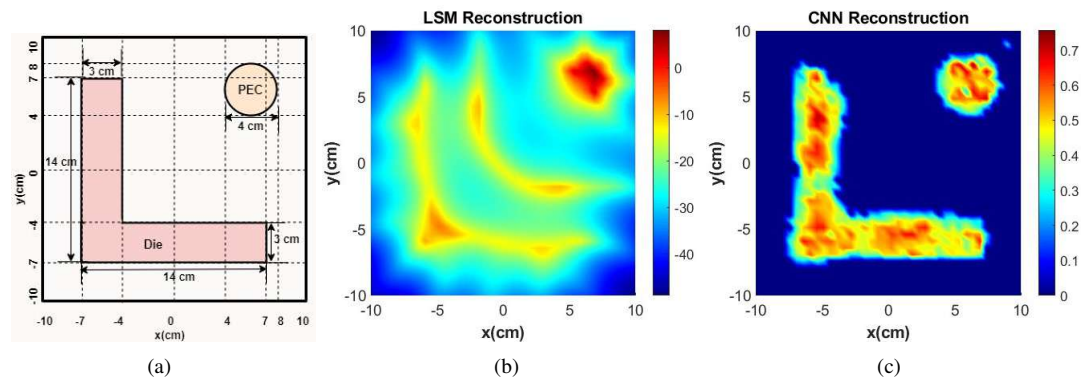 10
8
7
4
0
-4
-7
-10
y(cm)
3 cm
14 cm
PEC
4 cm
Die
3 cm
14 cm
-10 -7 -4 0 4 7 8 10
x(cm)
(a)
LSM Reconstruction
10
5
0
-5
-10
y(cm)
-10 -5 0 5 10
x(cm)
0
-10
-20
-30
-40
(b)
CNN Reconstruction
10
5
0
-5
-10
y(cm)
-10 -5 0 5 10
x(cm)
0.7
0.6
0.5
0.4
0.3
0.2
0.1
0
(c)